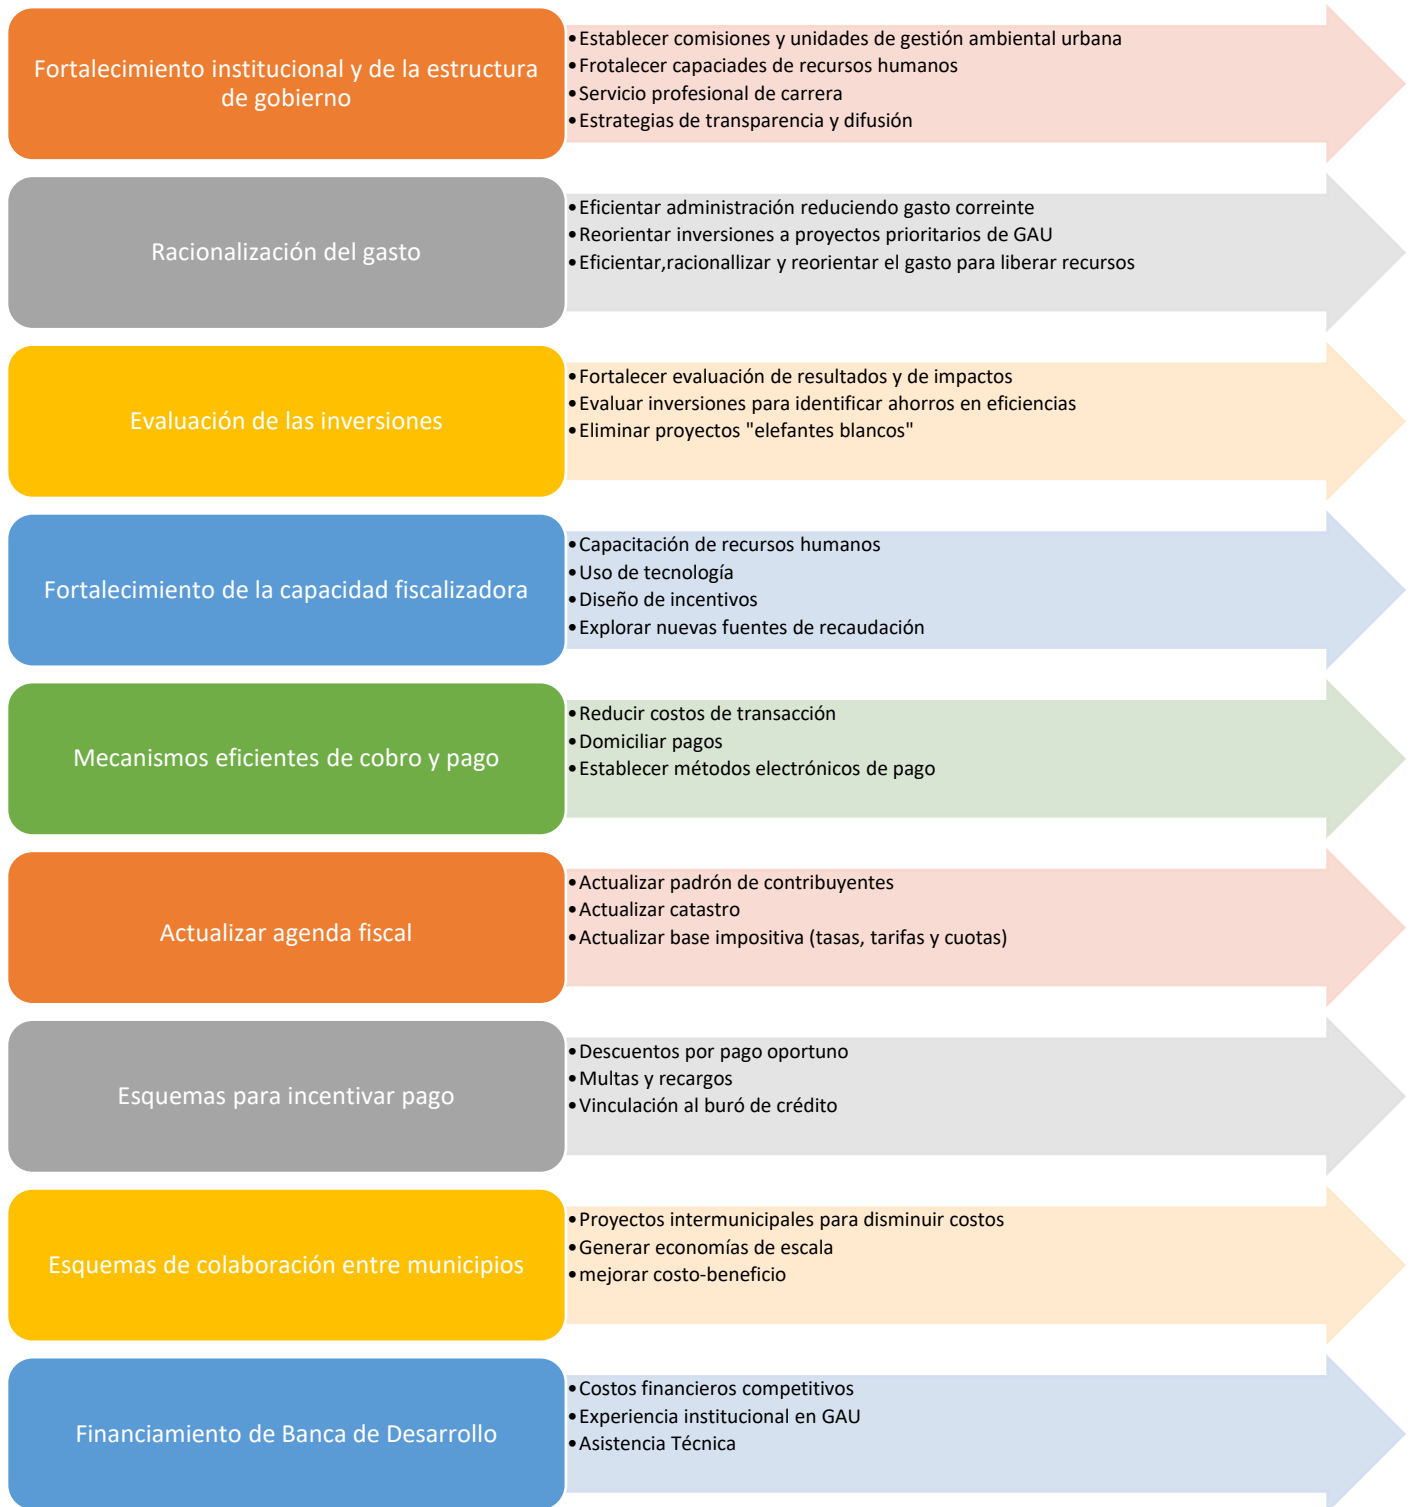 Fortalecimiento institucional y de la estructura
de gobierno
•Establecer comisiones y unidades de gestión ambiental urbana
•Frotalecer capaciades de recursos humanos
•Servicio profesional de carrera
•Estrategias de transparencia y difusión
Racionalización del gasto
•Eficientar administración reduciendo gasto correinte
•Reorientar inversiones a proyectos prioritarios de GAU
•Eficientar,racionallizar y reorientar el gasto para liberar recursos
Evaluación de las inversiones
•Fortalecer evaluación de resultados y de impactos
•Evaluar inversiones para identificar ahorros en eficiencias
•Eliminar proyectos "elefantes blancos"
Fortalecimiento de la capacidad fiscalizadora
•Capacitación de recursos humanos
•Uso de tecnología
•Diseño de incentivos
•Explorar nuevas fuentes de recaudación
Mecanismos eficientes de cobro y pago
•Reducir costos de transacción
•Domiciliar pagos
•Establecer métodos electrónicos de pago
Actualizar agenda fiscal
•Actualizar padrón de contribuyentes
•Actualizar catastro
•Actualizar base impositiva (tasas, tarifas y cuotas)
Esquemas para incentivar pago
•Descuentos por pago oportuno
•Multas y recargos
•Vinculación al buró de crédito
Esquemas de colaboración entre municipios
•Proyectos intermunicipales para disminuir costos
•Generar economías de escala
•mejorar costo-beneficio
Financiamiento de Banca de Desarrollo
•Costos financieros competitivos
•Experiencia institucional en GAU
•Asistencia Técnica